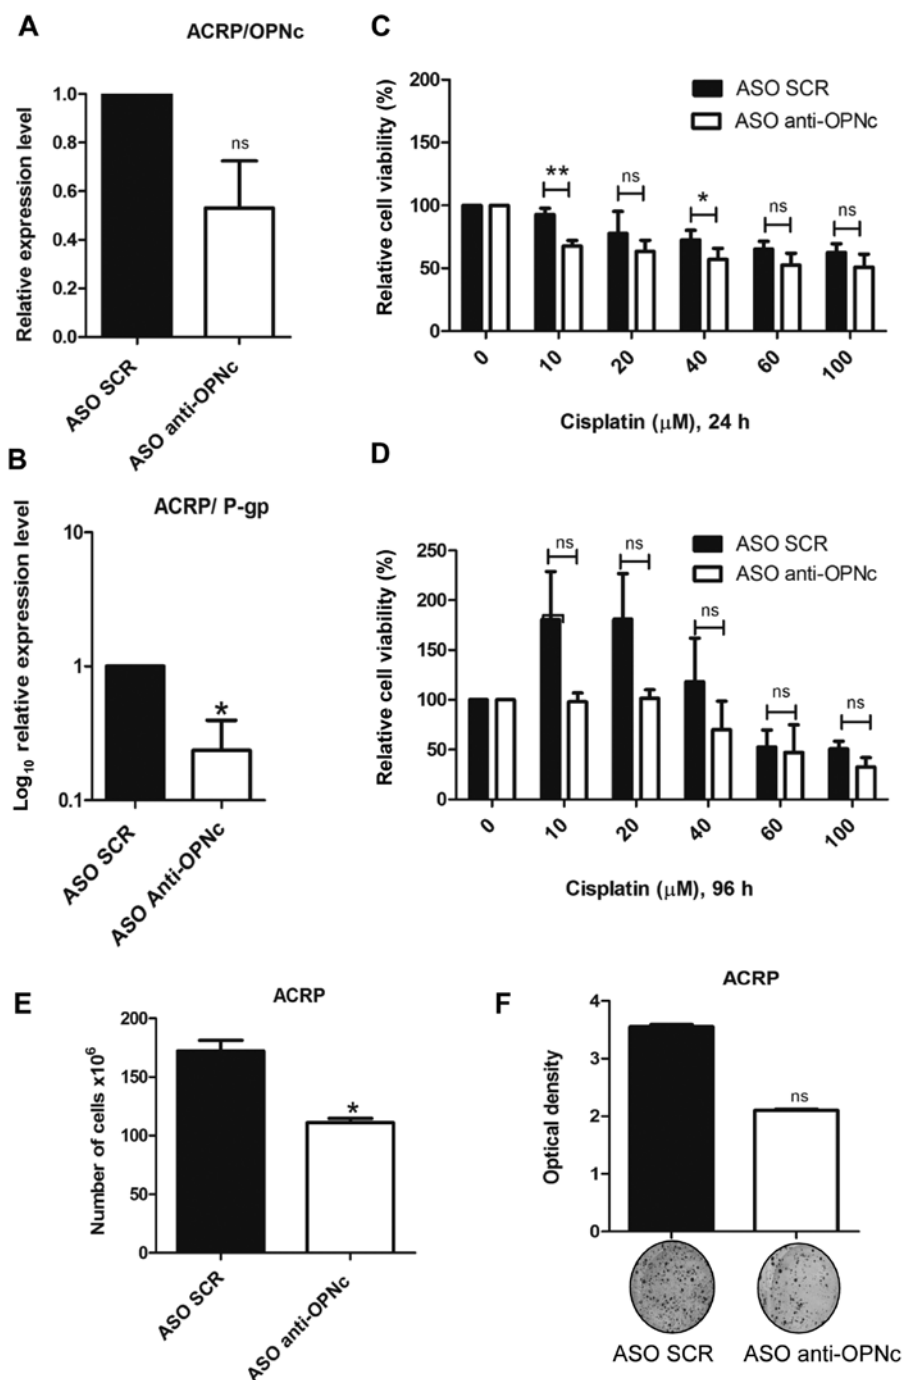 A
ACRP/OPNc
Relative expression level
1.0
0.8
0.6
0.4
0.2
0.0
ns
ASO SCR
ASO anti-OPNc
C
Relative cell viability (%)
200
150
100
50
0
ASO SCR
ASO anti-OPNc
**
ns
*
ns
ns
0
10
20
40
60
100
Cisplatin (μM), 24 h
B
ACRP/ P-gp
Log10 relative expression level
10
1
0.1
*
ASO SCR
ASO Anti-OPNc
D
Relative cell viability (%)
250
200
150
100
50
0
ASO SCR
ASO anti-OPNc
ns
ns
ns
ns
ns
0
10
20
40
60
100
Cisplatin (μM), 96 h
E
ACRP
Number of cells x10⁶
200
150
100
50
0
*
ASO SCR
ASO anti-OPNc
F
ACRP
Optical density
4
3
2
1
0
ns
ASO SCR
ASO anti-OPNc